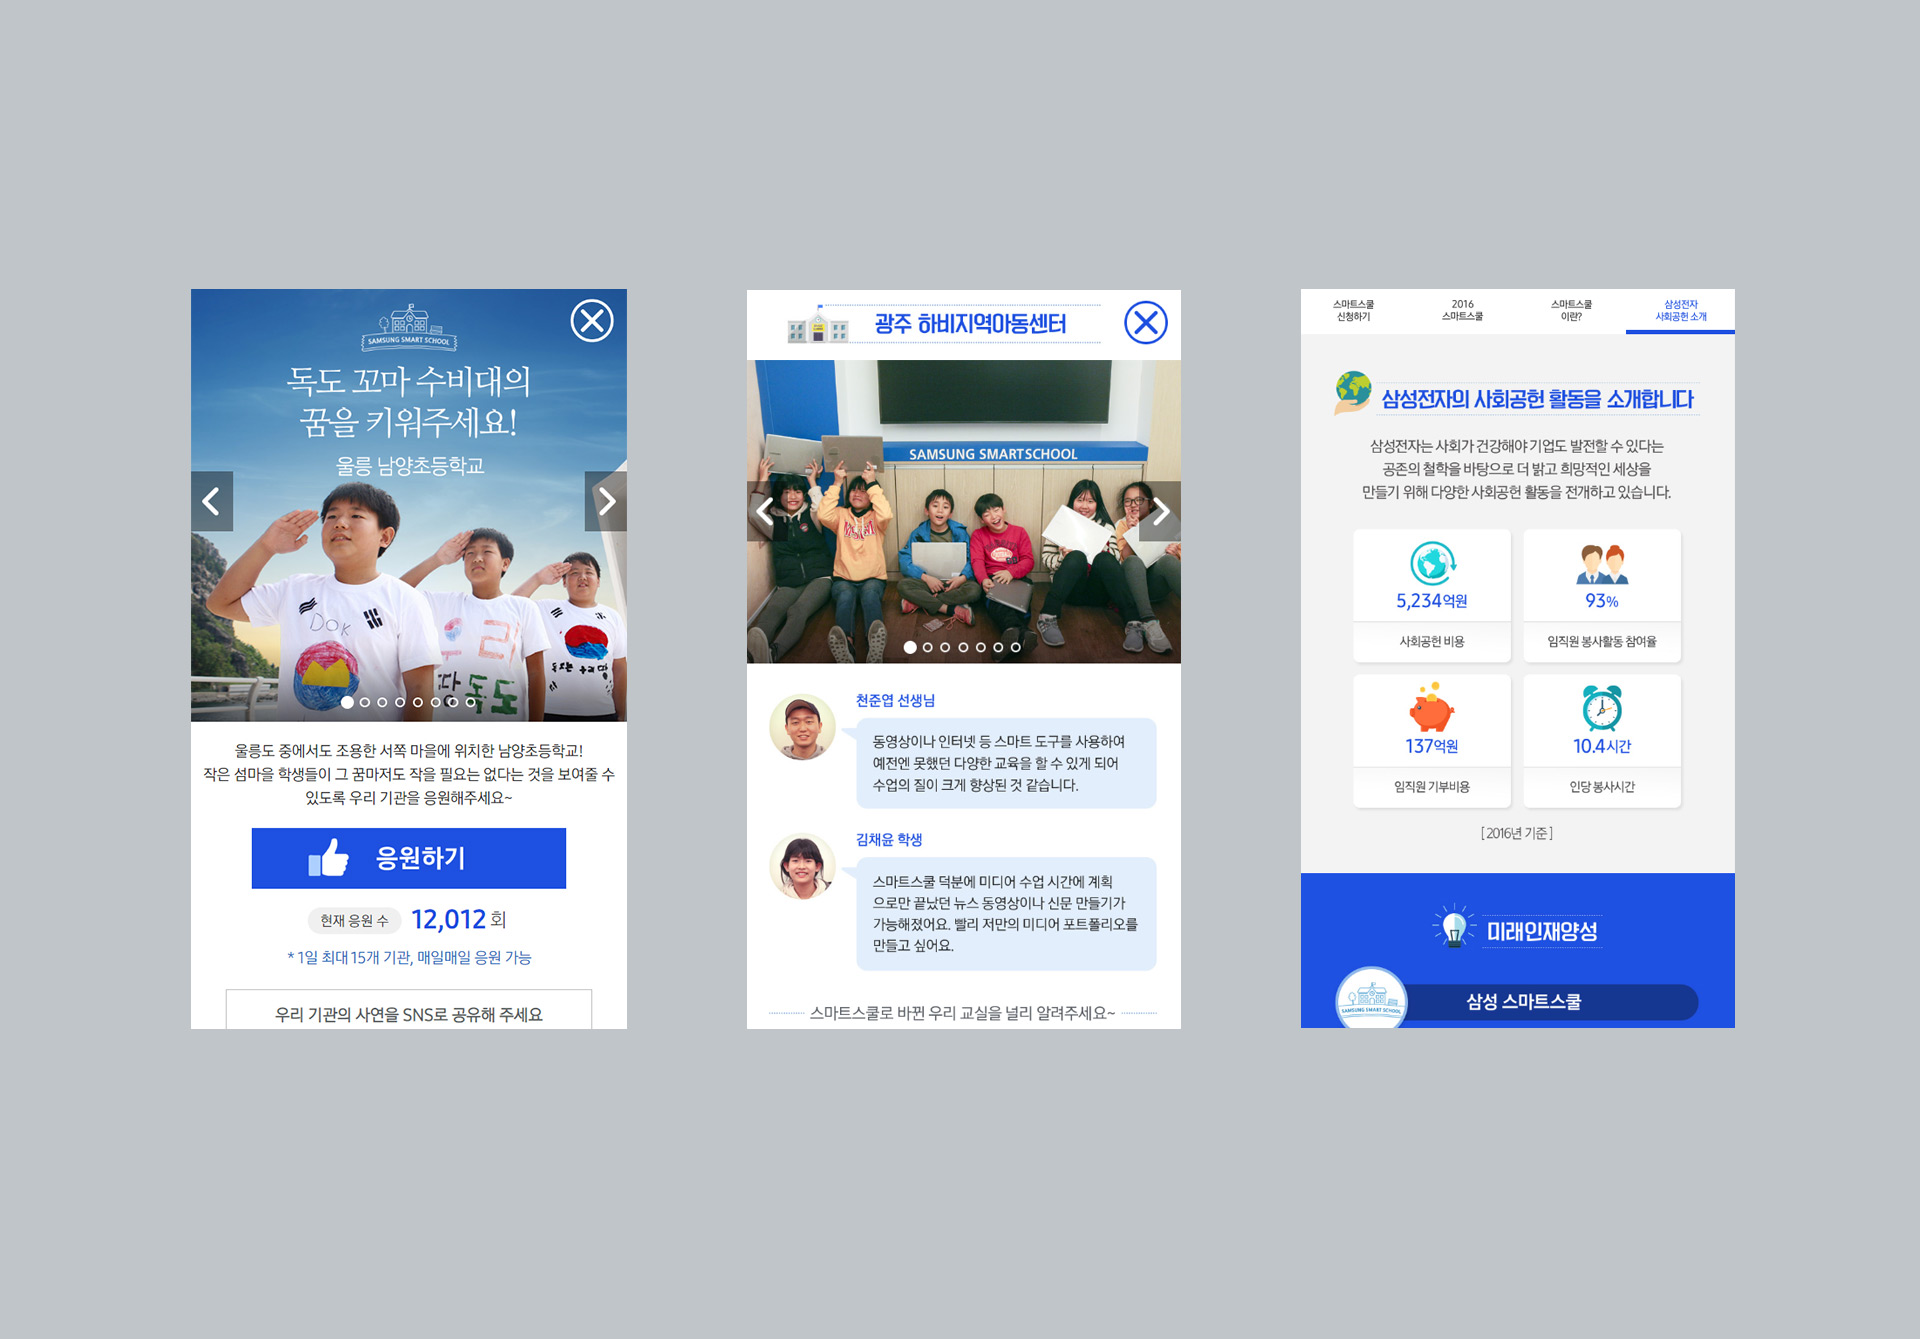 SAMSUNG SMART SCHOOL
독도 꼬마 수비대의
꿈을 키워주세요!
울릉 남양초등학교
DOK
우리
독도
울릉도 중에서도 조용한 서쪽 마을에 위치한 남양초등학교!
작은 섬마을 학생들이 그 꿈마저도 작을 필요는 없다는 것을 보여줄 수
있도록 우리 기관을 응원해주세요~
응원하기
현재 응원 수 12,012 회
* 1일 최대 15개 기관, 매일매일 응원 가능
우리 기관의 사연을 SNS로 공유해 주세요
광주 하비지역아동센터
SAMSUNG SMARTSCHOOL
천준엽 선생님
동영상이나 인터넷 등 스마트 도구를 사용하여
예전엔 못했던 다양한 교육을 할 수 있게 되어
수업의 질이 크게 향상된 것 같습니다.
김채윤 학생
스마트스쿨 덕분에 미디어 수업 시간에 계획
으로만 끝났던 뉴스 동영상이나 신문 만들기가
가능해졌어요. 빨리 저만의 미디어 포트폴리오를
만들고 싶어요.
스마트스쿨로 바뀐 우리 교실을 널리 알려주세요~
스마트스쿨
신청하기
2016
스마트스쿨
스마트스쿨
이란?
삼성전자
사회공헌 소개
삼성전자의 사회공헌 활동을 소개합니다
삼성전자는 사회가 건강해야 기업도 발전할 수 있다는
공존의 철학을 바탕으로 더 밝고 희망적인 세상을
만들기 위해 다양한 사회공헌 활동을 전개하고 있습니다.
5,234억원
사회공헌 비용
93%
임직원 봉사활동 참여율
137억원
임직원 기부비용
10.4시간
인당 봉사시간
[ 2016년 기준 ]
미래인재양성
SAMSUNG SMART SCHOOL
삼성 스마트스쿨